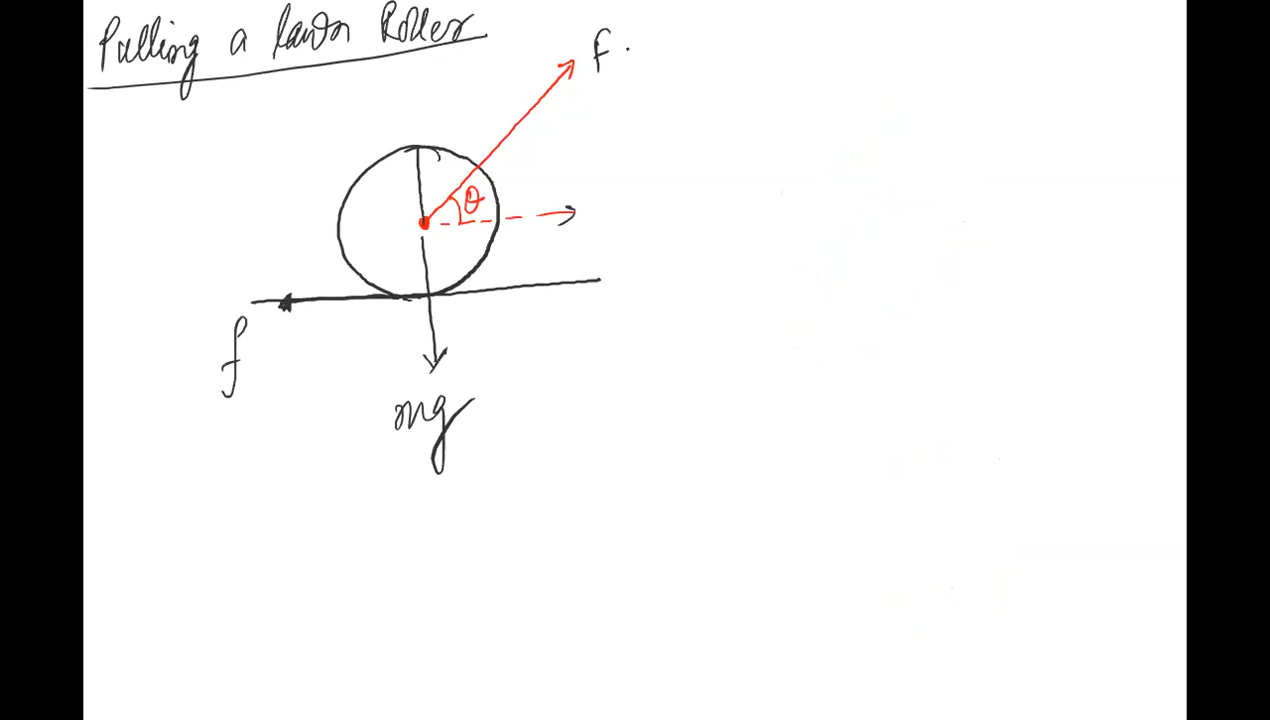 Pulling a lawn Roller
F.
θ
f
mg